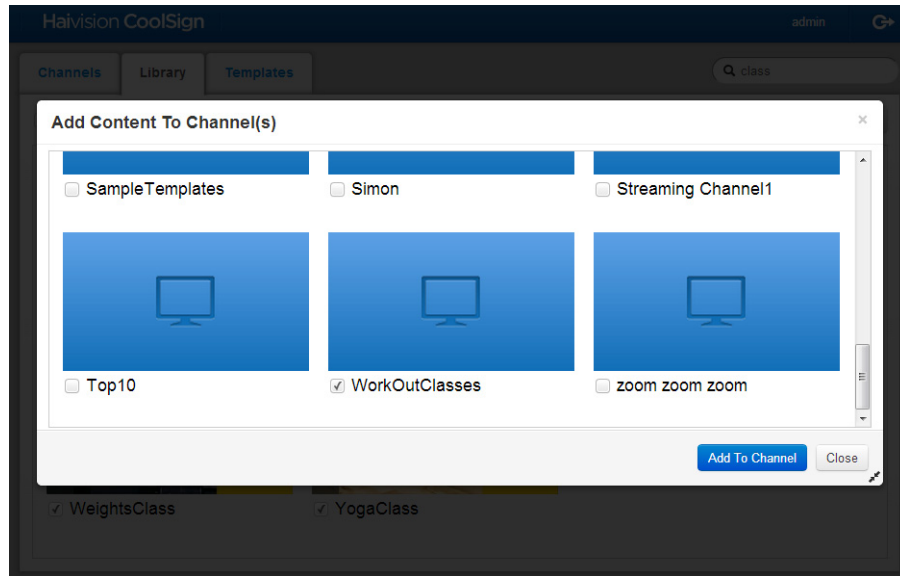 Haivision CoolSign
admin
Channels
Library
Templates
class
Add Content To Channel(s)
×
SampleTemplates
Simon
Streaming Channel1
Top10
WorkOutClasses
zoom zoom zoom
Add To Channel
Close
WeightsClass
YogaClass